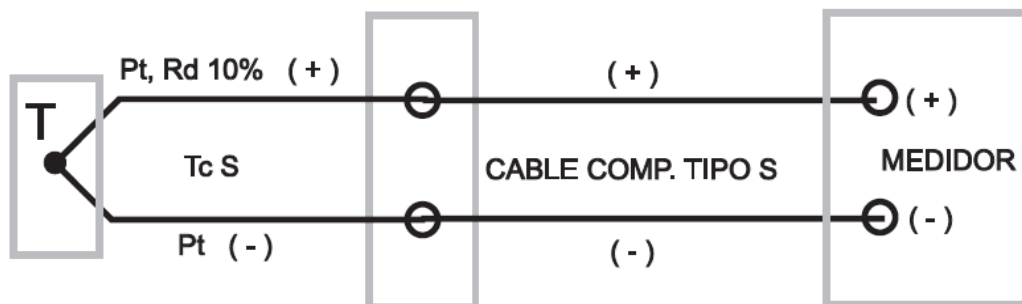 Pt, Rd 10% (+)
(+)
(+)
T
Tc S
CABLE COMP. TIPO S
MEDIDOR
Pt (-)
(-)
(-)